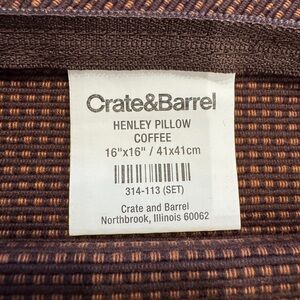 Crate&Barrel
HENLEY PILLOW
COFFEE
16"x16" / 41x41cm
314-113 (SET)
Crate and Barrel
Northbrook, Illinois 60062